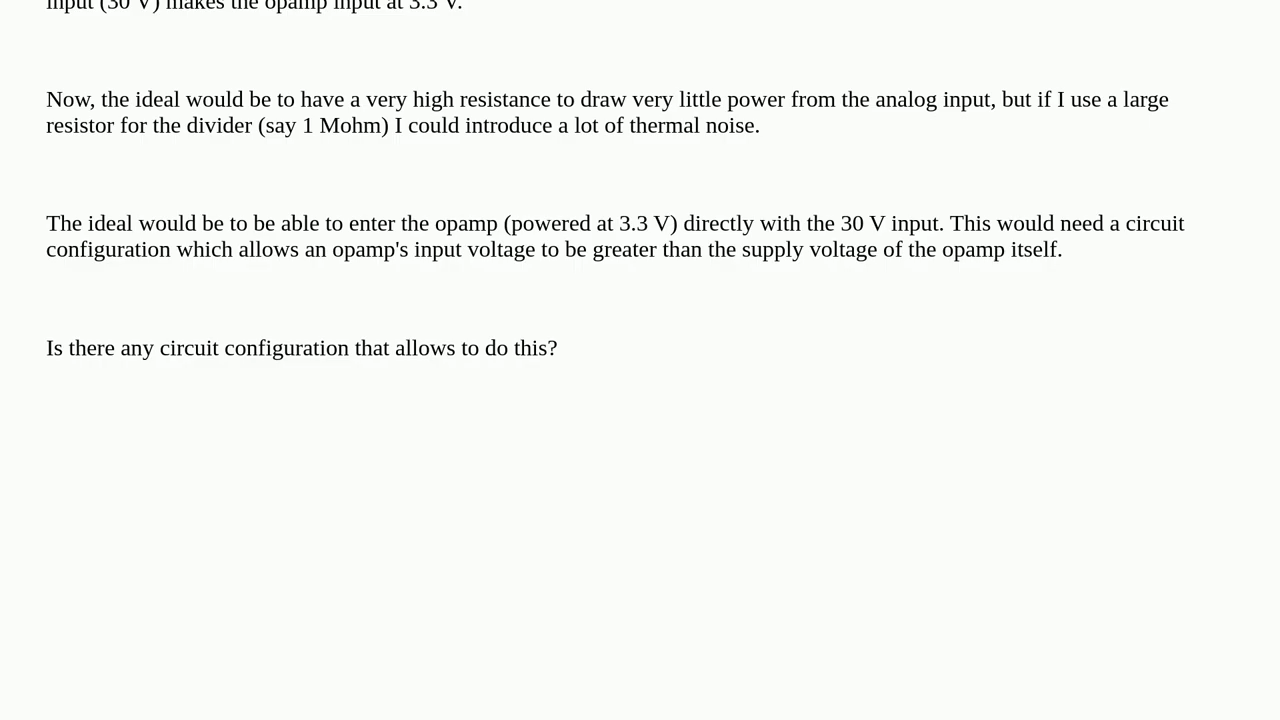 input (30 V) makes the opamp input at 3.3 V.
Now, the ideal would be to have a very high resistance to draw very little power from the analog input, but if I use a large
resistor for the divider (say 1 Mohm) I could introduce a lot of thermal noise.
The ideal would be to be able to enter the opamp (powered at 3.3 V) directly with the 30 V input. This would need a circuit
configuration which allows an opamp's input voltage to be greater than the supply voltage of the opamp itself.
Is there any circuit configuration that allows to do this?